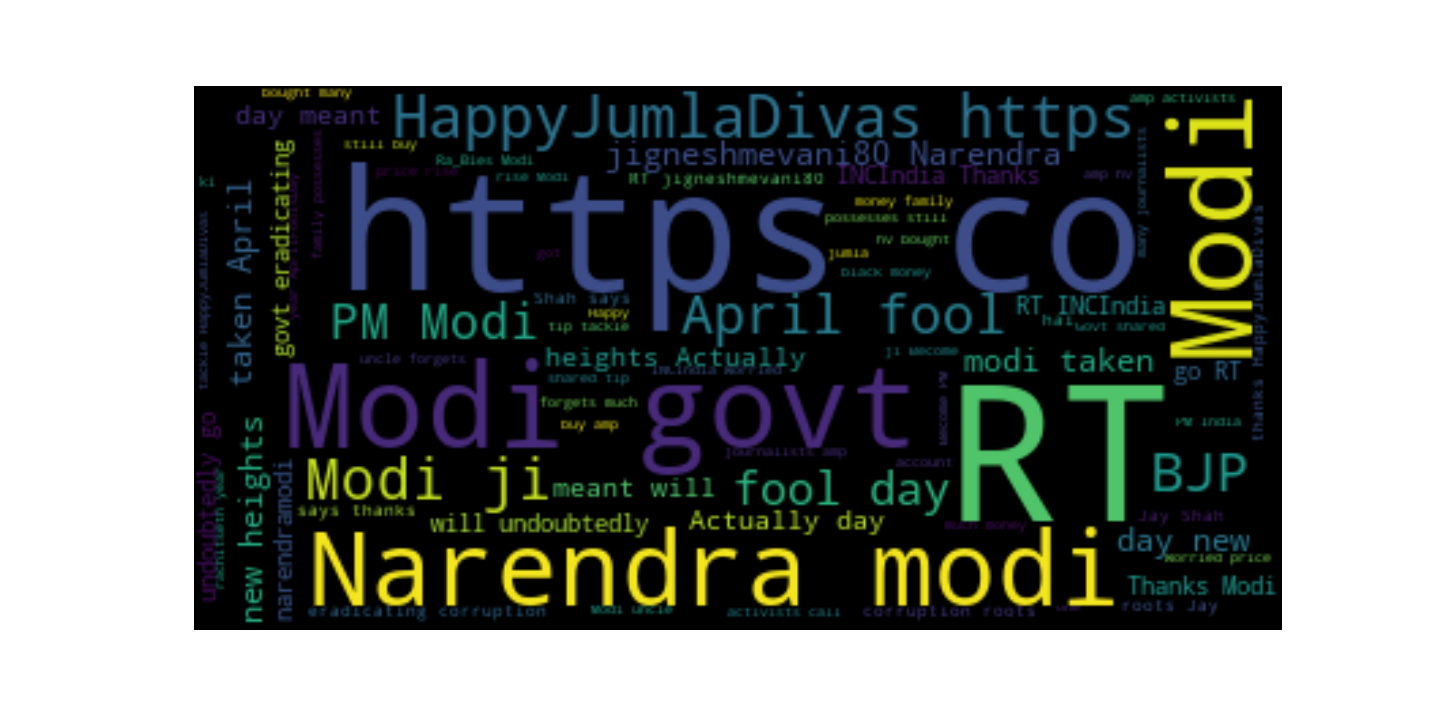 bought many
amp activists
day meant
HappyJumlaDivas https
Modi
still buy
jigneshmevani80 Narendra
Ra_Bies Modi
price rise
rise Modi
RT jigneshmevani80
INCIndia Thanks
amp nv
many journalists
ki
taken April
govt eradicating
family possesses
https co
money family
possesses still
nv bought
got
jumla
black money
thanks HappyJumlaDivas
tackle HappyJumlaDivas
PM Modi
Shah says
Happy
tip tackle
April fool
RT INCIndia
hai
govt shared
uncle forgets
heights Actually
INCIndia Worried
ji Wecome
modi taken
go RT
Modi govt
shared tip
forgets much
buy amp
Wecome PM
RT
PM India
journalists amp
account
BJP
undoubtedly go
new heights
narendramodi
Modi ji
meant will
fool day
says thanks
will undoubtedly
Actually day
much money
Jay Shah
Narendra modi
day new
Worried price
Thanks Modi
eradicating corruption
Modi uncle
activists call
corruption roots
roots Jay